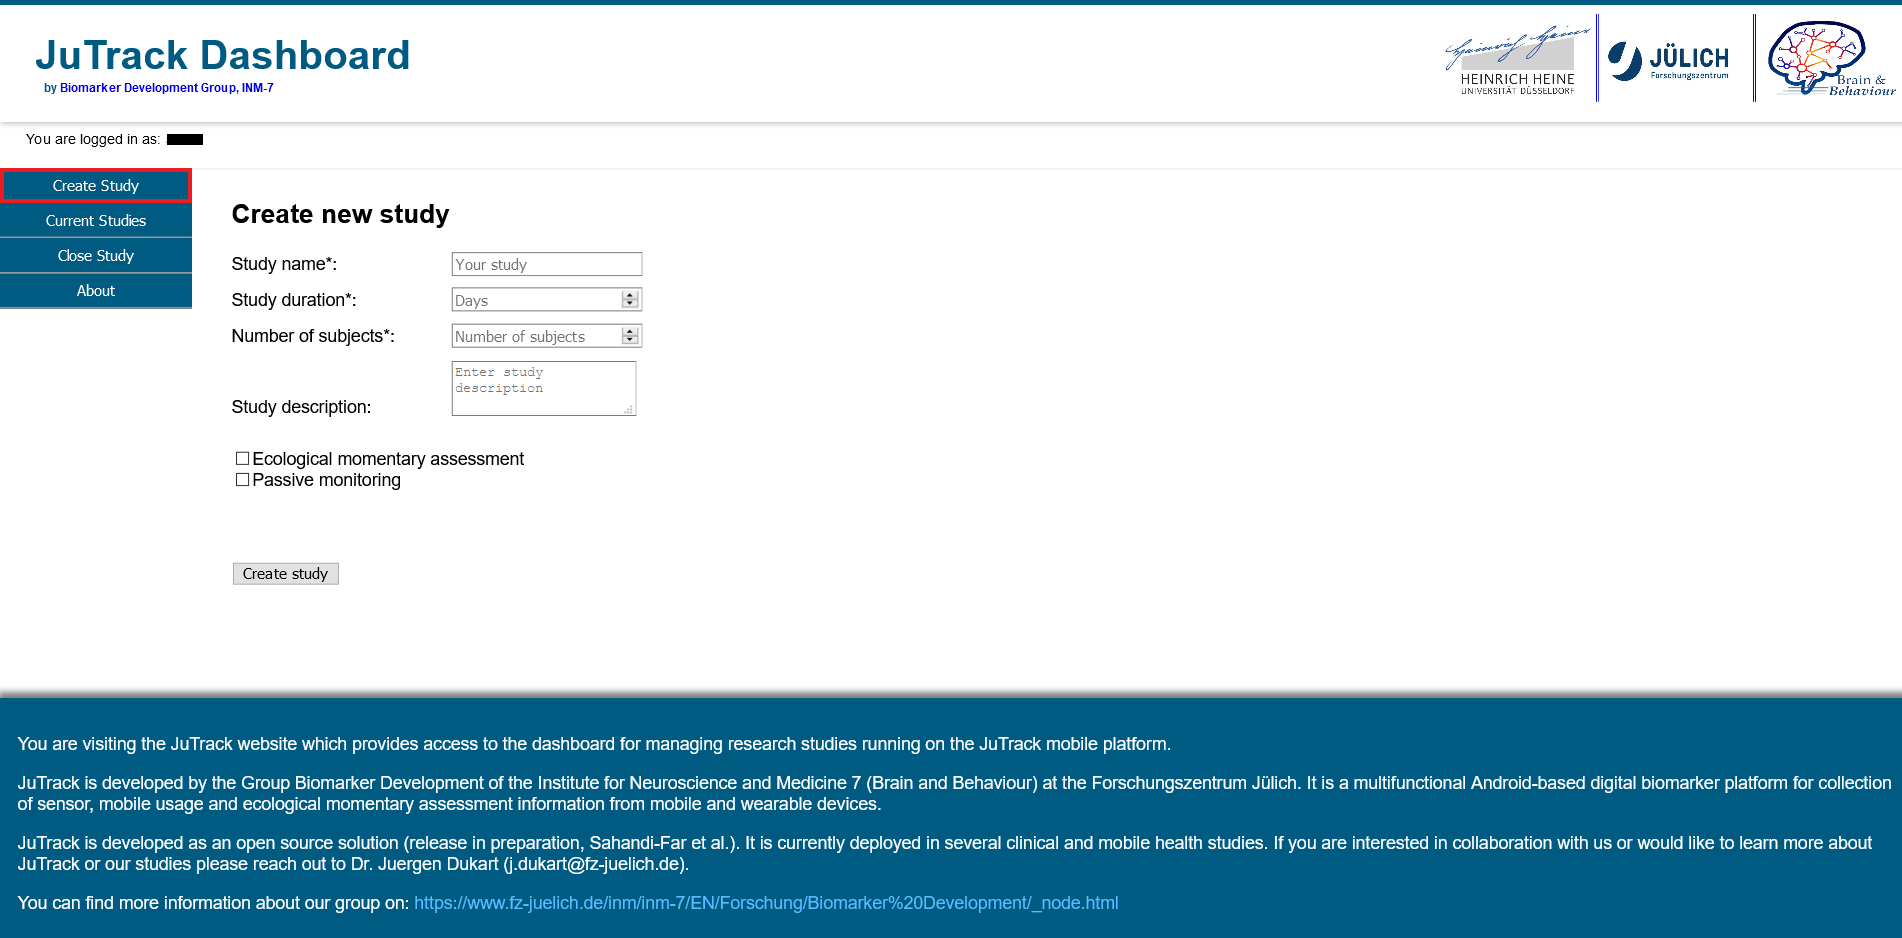 JuTrack Dashboard
by Biomarker Development Group, INM-7
HEINRICH HEINE
UNIVERSITÄT DÜSSELDORF
JÜLICH
Forschungszentrum
Brain &
Behaviour
You are logged in as:
Create Study
Current Studies
Close Study
About
Create new study
Study name*:
Your study
Study duration*:
Days
Number of subjects*:
Number of subjects
Enter study
description
Study description:
Ecological momentary assessment
Passive monitoring
Create study
You are visiting the JuTrack website which provides access to the dashboard for managing research studies running on the JuTrack mobile platform.
JuTrack is developed by the Group Biomarker Development of the Institute for Neuroscience and Medicine 7 (Brain and Behaviour) at the Forschungszentrum Jülich. It is a multifunctional Android-based digital biomarker platform for collection
of sensor, mobile usage and ecological momentary assessment information from mobile and wearable devices.
JuTrack is developed as an open source solution (release in preparation, Sahandi-Far et al.). It is currently deployed in several clinical and mobile health studies. If you are interested in collaboration with us or would like to learn more about
JuTrack or our studies please reach out to Dr. Juergen Dukart (j.dukart@fz-juelich.de).
You can find more information about our group on: https://www.fz-juelich.de/inm/inm-7/EN/Forschung/Biomarker%20Development/_node.html